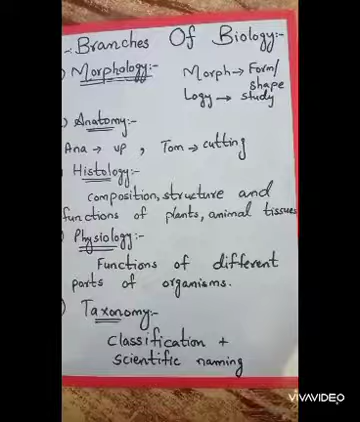 :- Branches Of Biology:-
) Morphology:- Morph → Form/
shape
Logy → study
) Anatomy:-
Ana → up , Tom → cutting
Histology:-
composition, structure and
functions of plants, animal tissues
) Physiology:-
Functions of different
parts of organisms.
) Taxonomy:-
Classification +
scientific naming
VIVAVIDEO